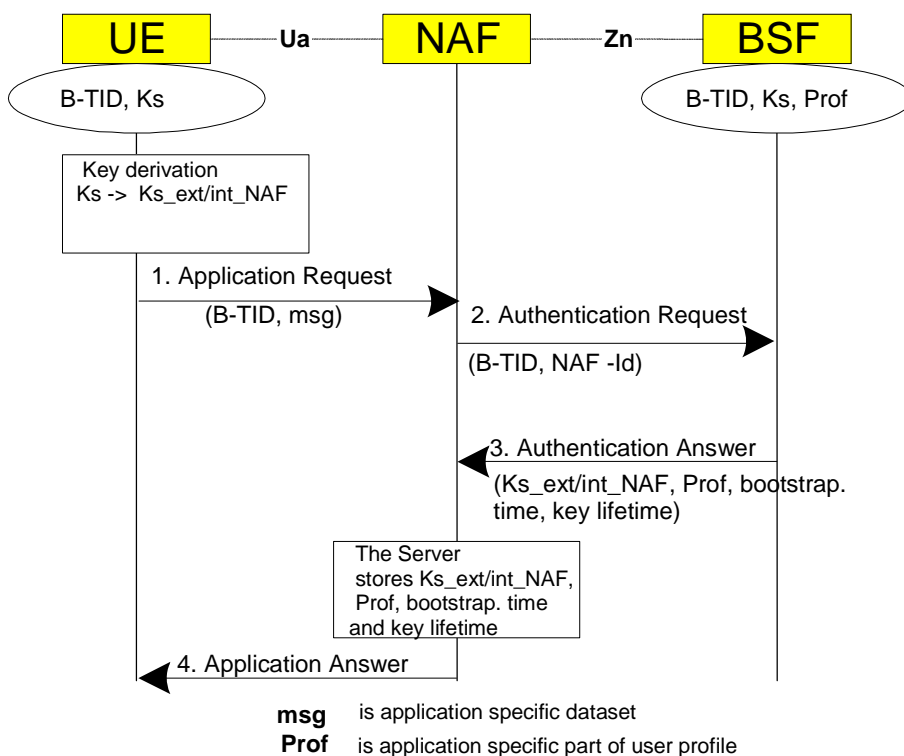 UE Ua NAF Zn BSF
B-TID, Ks
B-TID, Ks, Prof
Key derivation
Ks -> Ks_ext/int_NAF
1. Application Request
(B-TID, msg)
2. Authentication Request
(B-TID, NAF -Id)
3. Authentication Answer
(Ks_ext/int_NAF, Prof, bootstrap.
time, key lifetime)
The Server
stores Ks_ext/int_NAF,
Prof, bootstrap. time
and key lifetime
4. Application Answer
msg is application specific dataset
Prof is application specific part of user profile